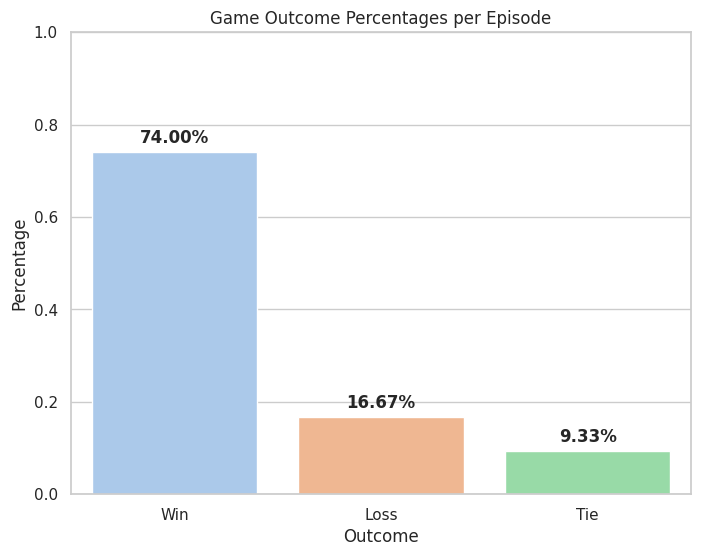 Game Outcome Percentages per Episode
1.0
0.8
0.6
0.4
0.2
0.0
Percentage
74.00%
16.67%
9.33%
Win
Loss
Tie
Outcome